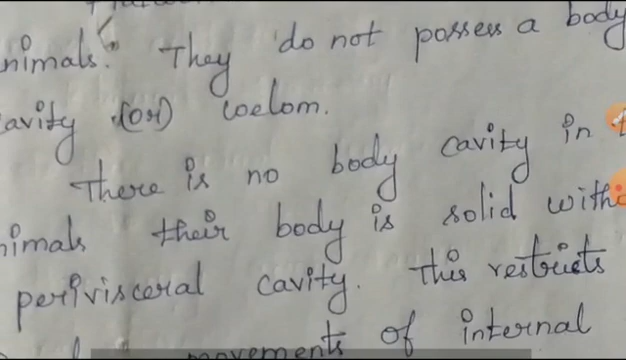 nimals. They do not possess a body
cavity (or) coelom.
There is no body cavity in
nimals their body is solid with
perivisceral cavity. This restricts
movements of internal